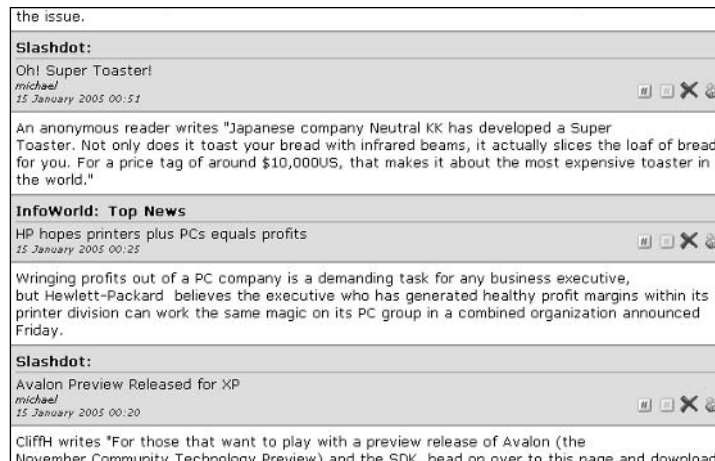 the issue.
Slashdot:
Oh! Super Toaster!
michael
15 January 2005 00:51
An anonymous reader writes "Japanese company Neutral KK has developed a Super
Toaster. Not only does it toast your bread with infrared beams, it actually slices the loaf of bread
for you. For a price tag of around $10,000US, that makes it about the most expensive toaster in
the world."
InfoWorld: Top News
HP hopes printers plus PCs equals profits
15 January 2005 00:25
Wringing profits out of a PC company is a demanding task for any business executive,
but Hewlett-Packard believes the executive who has generated healthy profit margins within its
printer division can work the same magic on its PC group in a combined organization announced
Friday.
Slashdot:
Avalon Preview Released for XP
michael
15 January 2005 00:20
CliffH writes "For those that want to play with a preview release of Avalon (the
November Community Technology Preview) and the SDK, head on over to this page and download